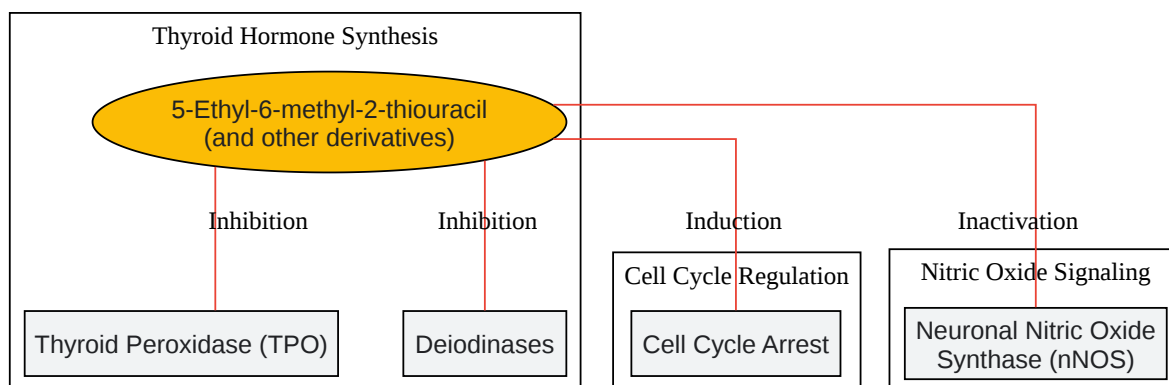 Thyroid Hormone Synthesis
5-Ethyl-6-methyl-2-thiouracil
(and other derivatives)
Inhibition
Inhibition
Induction
Inactivation
Cell Cycle Regulation
Nitric Oxide Signaling
Thyroid Peroxidase (TPO)
Deiodinases
Cell Cycle Arrest
Neuronal Nitric Oxide
Synthase (nNOS)